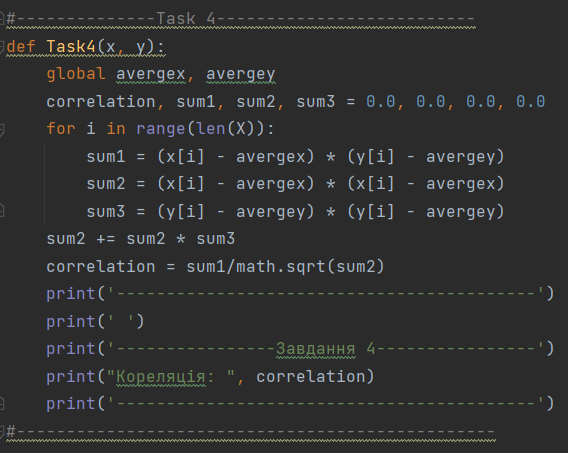 #--------------Task 4--------------------------
def Task4(x, y):
    global avergex, avergey
    correlation, sum1, sum2, sum3 = 0.0, 0.0, 0.0, 0.0
    for i in range(len(X)):
        sum1 = (x[i] - avergex) * (y[i] - avergey)
        sum2 = (x[i] - avergex) * (x[i] - avergex)
        sum3 = (y[i] - avergey) * (y[i] - avergey)
    sum2 += sum2 * sum3
    correlation = sum1/math.sqrt(sum2)
    print('------------------------------------------')
    print(' ')
    print('----------------Завдання 4----------------')
    print("Кореляція: ", correlation)
    print('------------------------------------------')
#------------------------------------------------